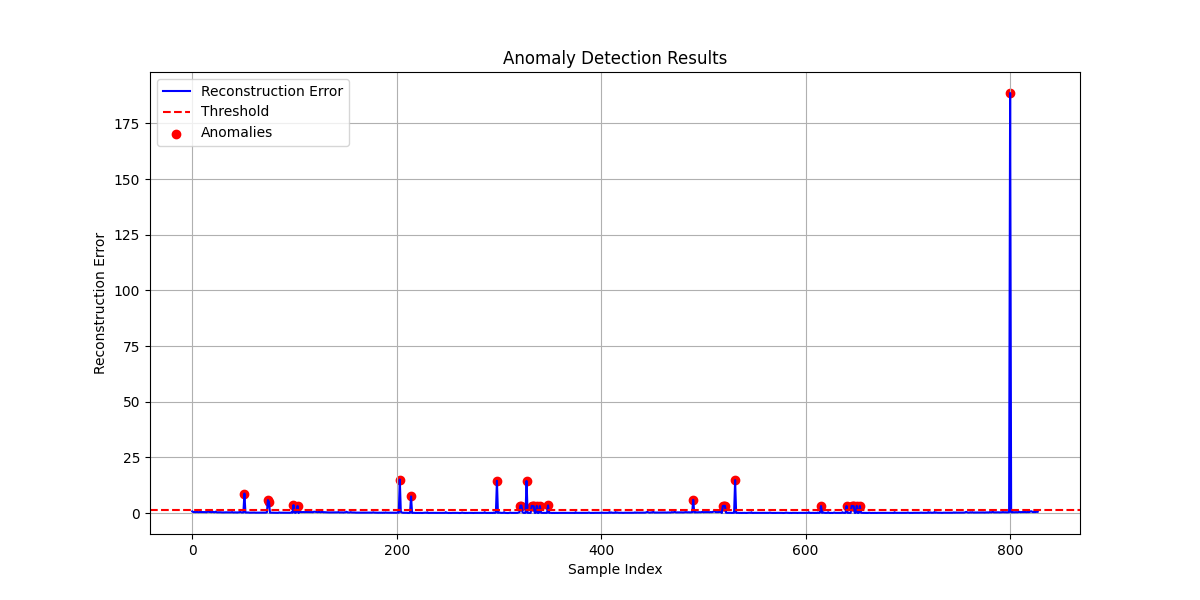 Anomaly Detection Results
Reconstruction Error
Threshold
Anomalies
175
150
125
100
75
50
25
0
Reconstruction Error
0 200 400 600 800
Sample Index